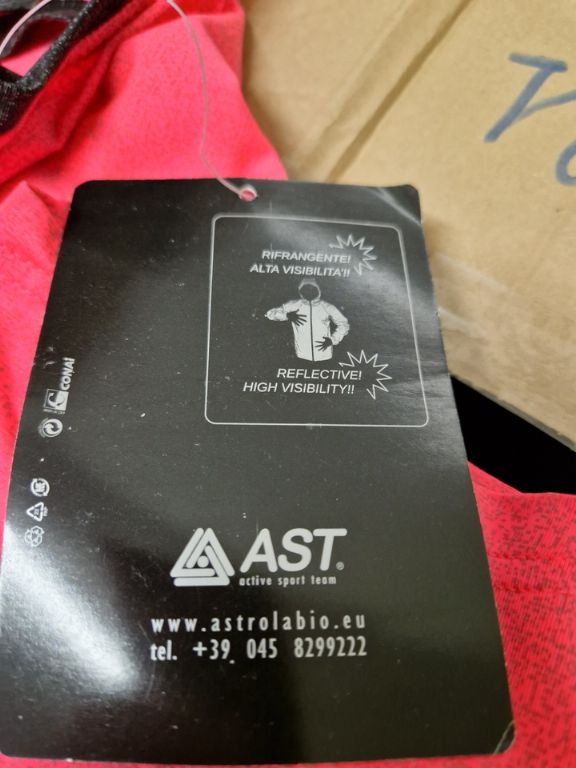 RIFRANGENTE!
ALTA VISIBILITA'!!
REFLECTIVE!
HIGH VISIBILITY!!
CONAI
AST®
active sport team
www.astrolabio.eu
tel. +39 045 8299222